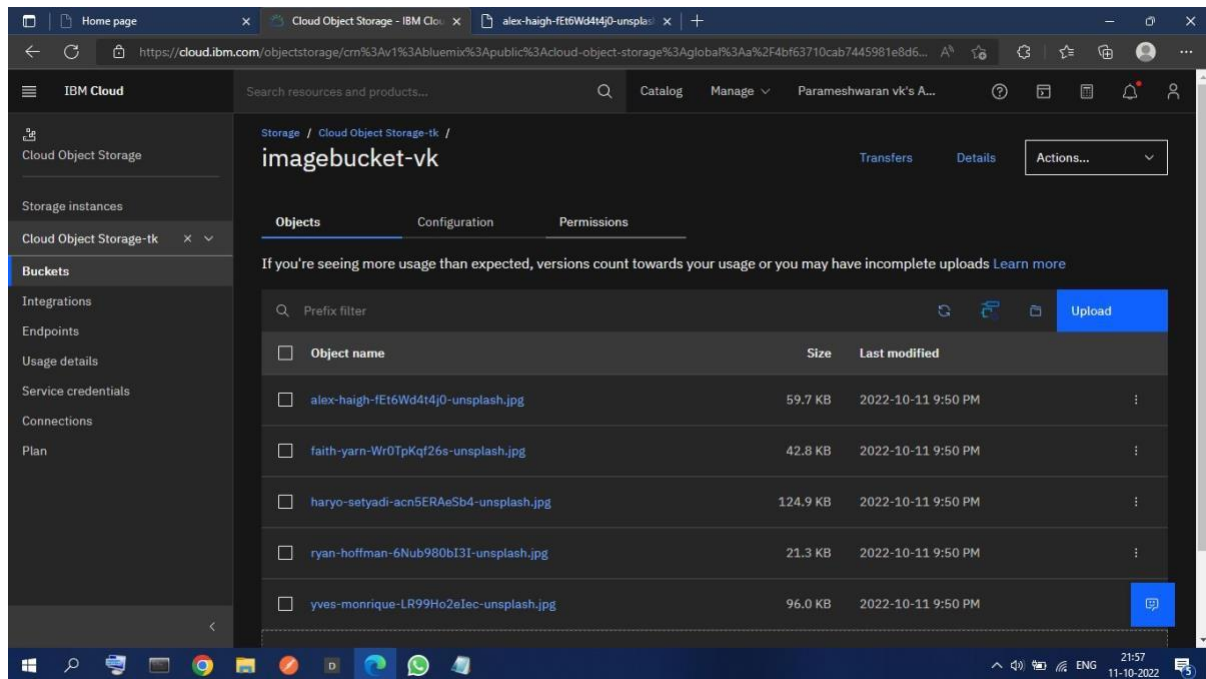 Home page
Cloud Object Storage - IBM Clou
alex-haigh-fEt6Wd4t4j0-unsplas
https://cloud.ibm.com/objectstorage/crn%3Av1%3Abluemix%3Apublic%3Acloud-object-storage%3Aglobal%3Aa%2F4bf63710cab7445981e8d6...
IBM Cloud
Search resources and products...
Catalog
Manage
Parameshwaran vk's A...
Cloud Object Storage
Storage instances
Cloud Object Storage-tk
Buckets
Integrations
Endpoints
Usage details
Service credentials
Connections
Plan
Storage / Cloud Object Storage-tk /
imagebucket-vk
Transfers
Details
Actions...
Objects
Configuration
Permissions
If you're seeing more usage than expected, versions count towards your usage or you may have incomplete uploads Learn more
Prefix filter
Upload
Object name Size Last modified
alex-haigh-fEt6Wd4t4j0-unsplash.jpg 59.7 KB 2022-10-11 9:50 PM
faith-yarn-Wr0TpKqf26s-unsplash.jpg 42.8 KB 2022-10-11 9:50 PM
haryo-setyadi-acn5ERAeSb4-unsplash.jpg 124.9 KB 2022-10-11 9:50 PM
ryan-hoffman-6Nub980bI3I-unsplash.jpg 21.3 KB 2022-10-11 9:50 PM
yves-monrique-LR99Ho2eIec-unsplash.jpg 96.0 KB 2022-10-11 9:50 PM
D
ENG
21:57
11-10-2022
5